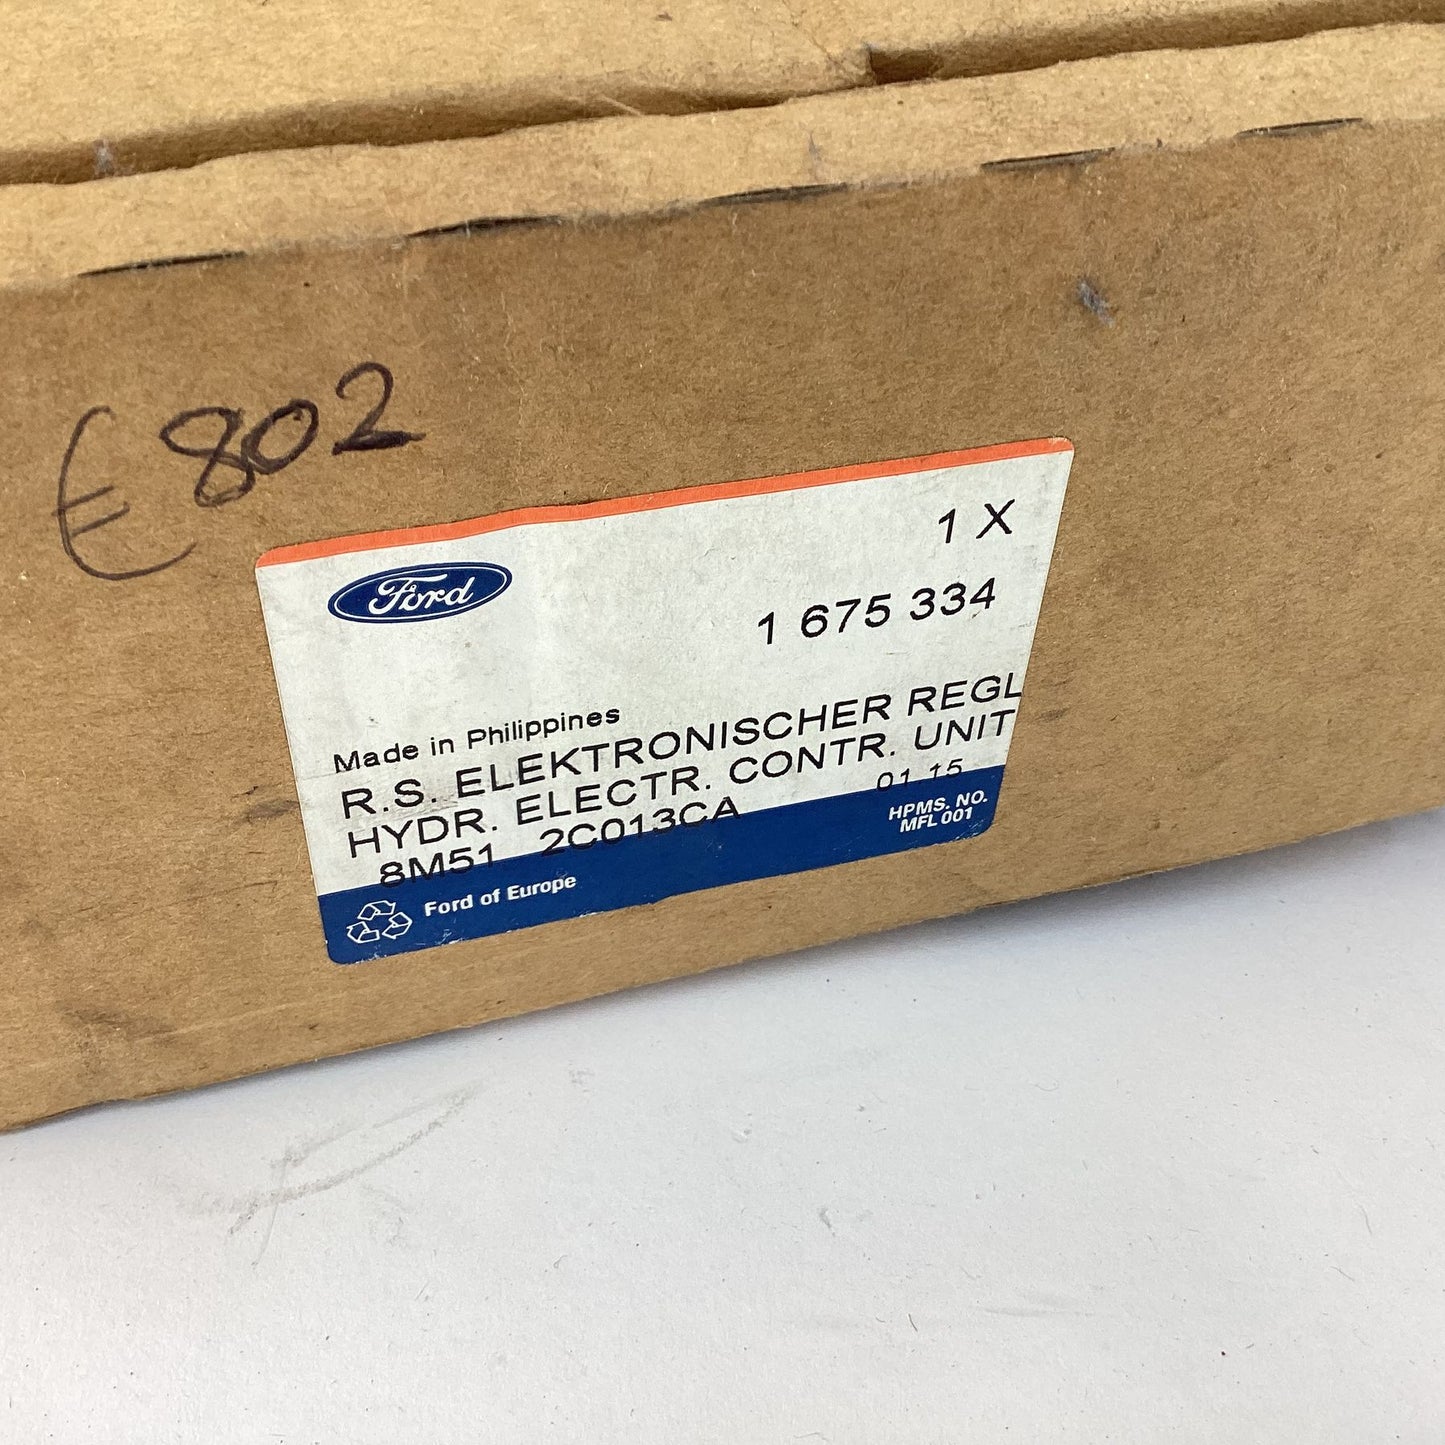 €802
1 X
Ford
1 675 334
Made in Philippines
R.S. ELEKTRONISCHER REGL
HYDR. ELECTR. CONTR. UNIT
8M51 2C013CA 01 15
HPMS. NO.
MFL 001
Ford of Europe